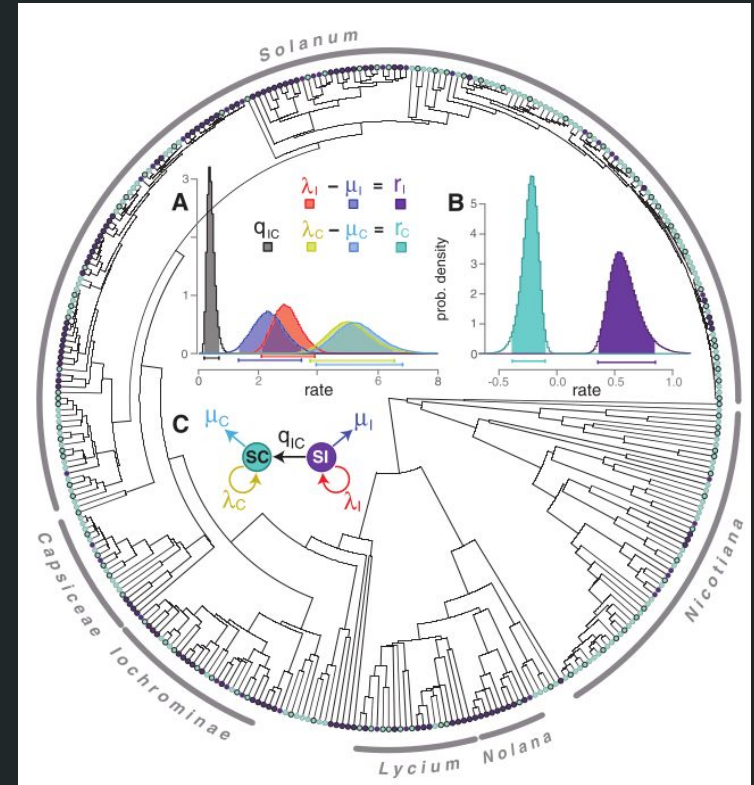 Solanum
A
3
1
0
λI – μI = rI
qIC
λC – μC = rC
0 2 4 6 8
rate
B
prob. density
5
4
3
2
1
0
-0.5 0.0 0.5 1.0
rate
C
μC
qIC
μI
SC
SI
λC
λI
Capsiceae
Iochrominae
Lycium
Nolana
Nicotiana